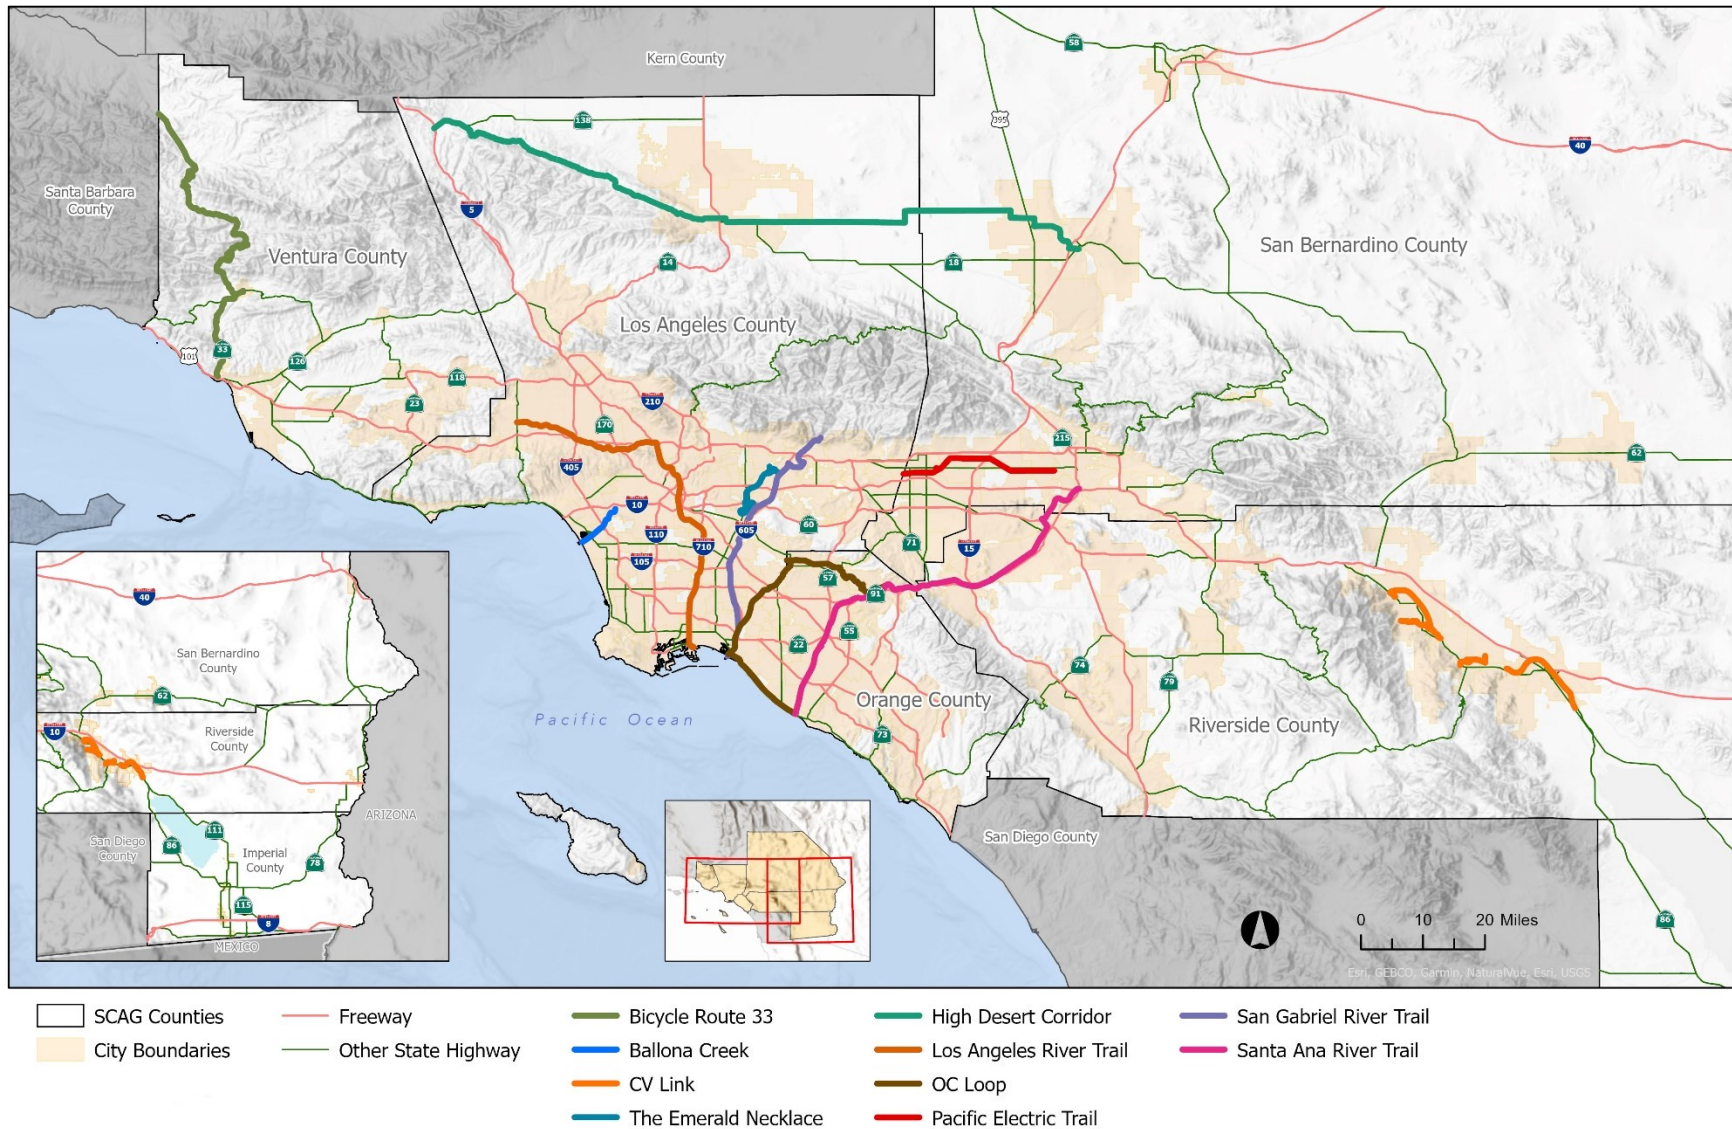 Kern County
58
138
395
40
Santa Barbara
County
5
Ventura County
14
18
San Bernardino County
Los Angeles County
33
101
126
118
23
210
170
215
62
405
10
110
605
60
710
105
71
15
57
91
22
55
74
79
Orange County
73
Riverside County
Pacific Ocean
San Diego County
86
40
San Bernardino
County
62
10
Riverside
County
ARIZONA
San Diego
County
111
86
Imperial
County
78
115
8
MEXICO
0 10 20 Miles
Esri, GEBCO, Garmin, NaturalVue, Esri, USGS
SCAG Counties
City Boundaries
Freeway
Other State Highway
Bicycle Route 33
Ballona Creek
CV Link
The Emerald Necklace
High Desert Corridor
Los Angeles River Trail
OC Loop
Pacific Electric Trail
San Gabriel River Trail
Santa Ana River Trail